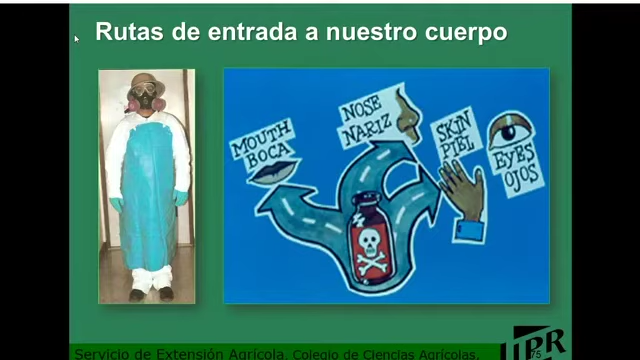 Rutas de entrada a nuestro cuerpo
MOUTH
BOCA
NOSE
NARIZ
SKIN
PIEL
EYES
OJOS
Servicio de Extensión Agrícola, Colegio de Ciencias Agrícolas,
UPR
75